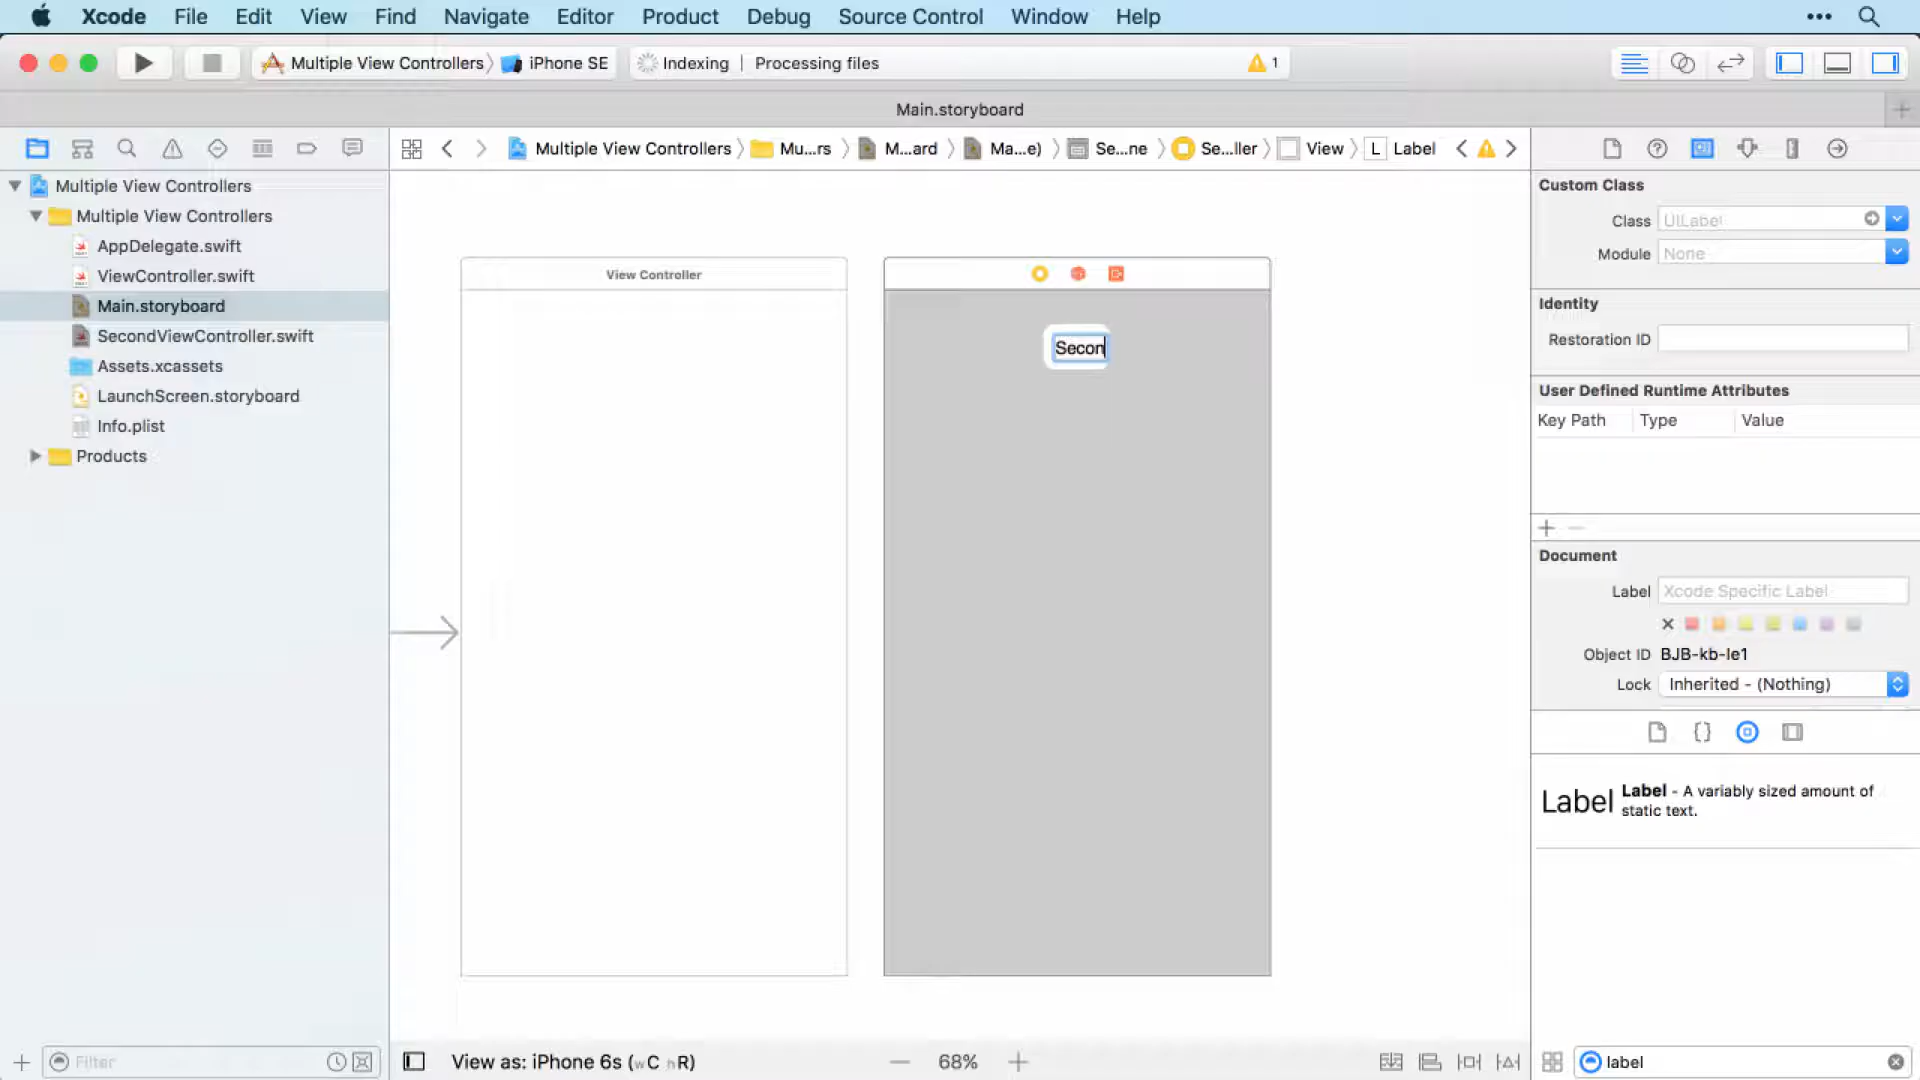 Xcode File Edit View Find Navigate Editor Product Debug Source Control Window Help
Multiple View Controllers iPhone SE Indexing | Processing files 1
Main.storyboard
Multiple View Controllers Mu...rs M...ard Ma...e) Se...ne Se...ller View L Label
Multiple View Controllers
Multiple View Controllers
AppDelegate.swift
ViewController.swift
Main.storyboard
SecondViewController.swift
Assets.xcassets
LaunchScreen.storyboard
Info.plist
Products
Filter
View Controller
Secon
View as: iPhone 6s (wC hR)
68%
Custom Class
Class UILabel
Module None
Identity
Restoration ID
User Defined Runtime Attributes
Key Path Type Value
Document
Label Xcode Specific Label
Object ID BJB-kb-le1
Lock Inherited - (Nothing)
Label Label - A variably sized amount of
static text.
label